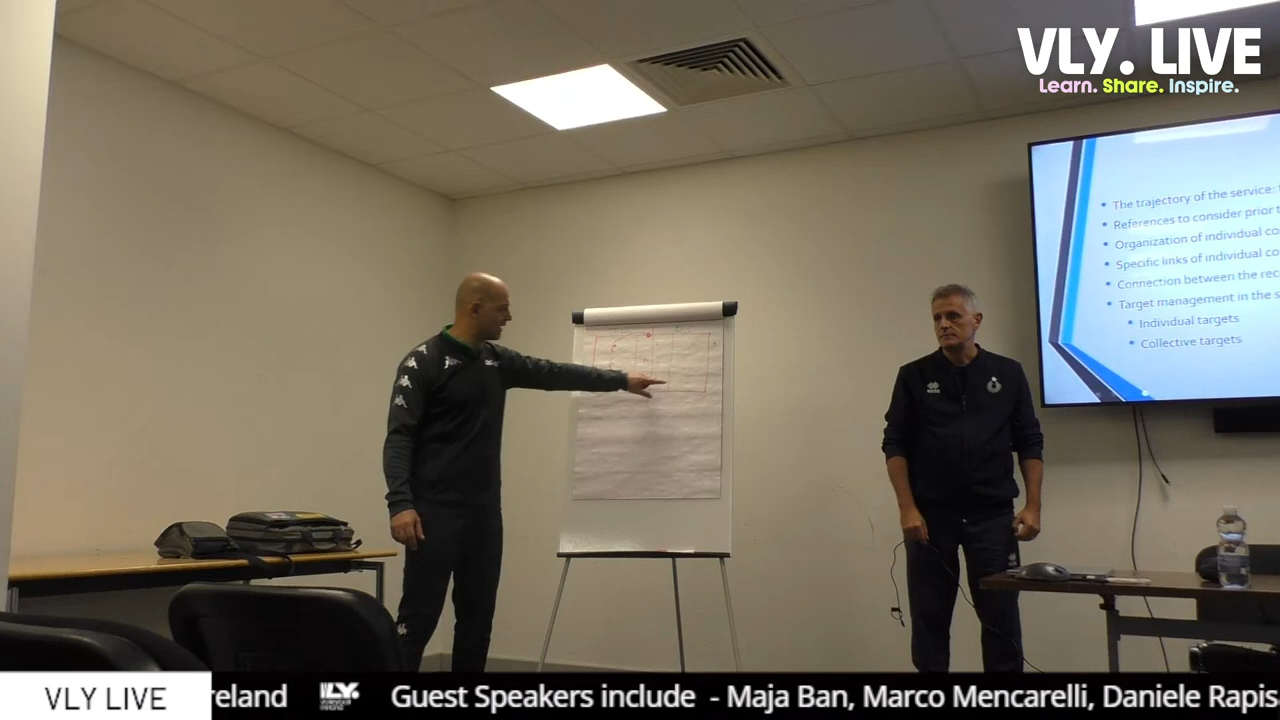 VLY. LIVE
Learn. Share. Inspire.
The trajectory of the service:
References to consider prior
Organization of individual co
Specific links of individual co
Connection between the rec
Target management in the s
Individual targets
Collective targets
VLY LIVE
reland
VLY.
Guest Speakers include - Maja Ban, Marco Mencarelli, Daniele Rapis